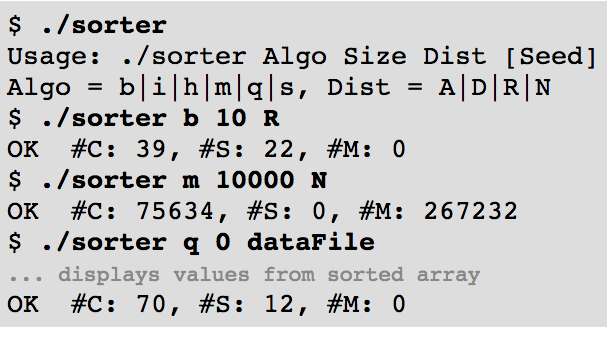 $ ./sorter
Usage: ./sorter Algo Size Dist [Seed]
Algo = b|i|h|m|q|s, Dist = A|D|R|N
$ ./sorter b 10 R
OK  #C: 39, #S: 22, #M: 0
$ ./sorter m 10000 N
OK  #C: 75634, #S: 0, #M: 267232
$ ./sorter q 0 dataFile
... displays values from sorted array
OK  #C: 70, #S: 12, #M: 0